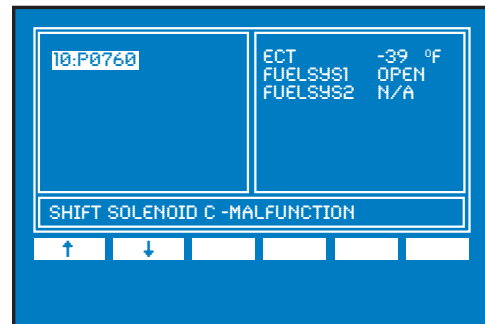 10:P0760
ECT -39 °F
FUELSYS1 OPEN
FUELSYS2 N/A
SHIFT SOLENOID C -MALFUNCTION
↑ ↓